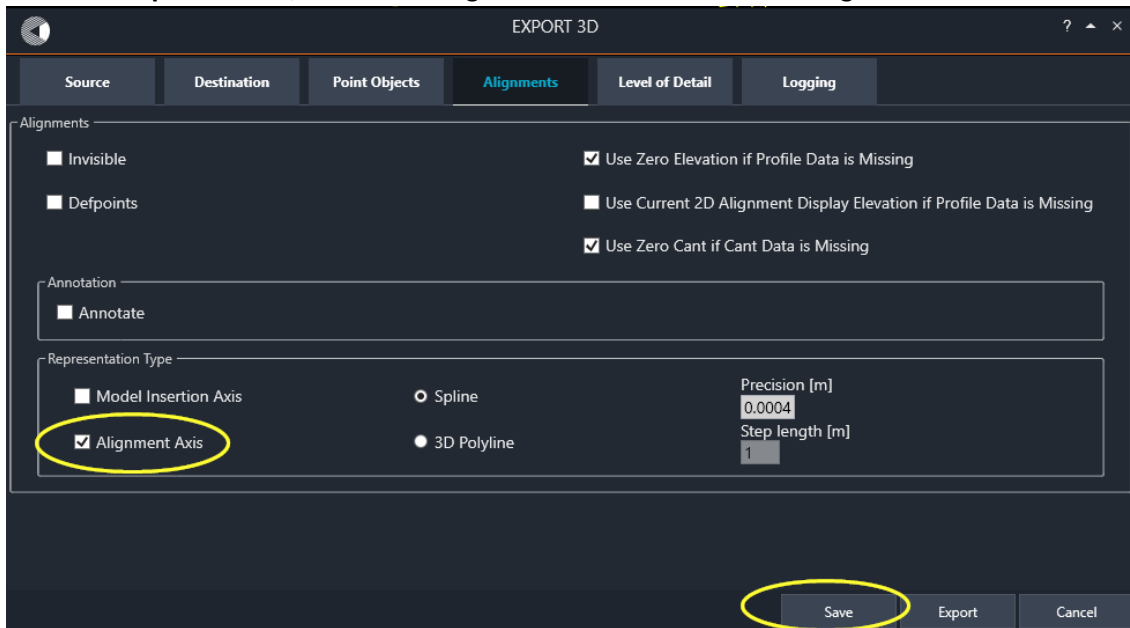 EXPORT 3D
Source Destination Point Objects Alignments Level of Detail Logging
Alignments
Invisible
Use Zero Elevation if Profile Data is Missing
Defpoints
Use Current 2D Alignment Display Elevation if Profile Data is Missing
Use Zero Cant if Cant Data is Missing
Annotation
Annotate
Representation Type
Model Insertion Axis
Spline
Precision [m]
0.0004
Alignment Axis
3D Polyline
Step length [m]
1
Save Export Cancel